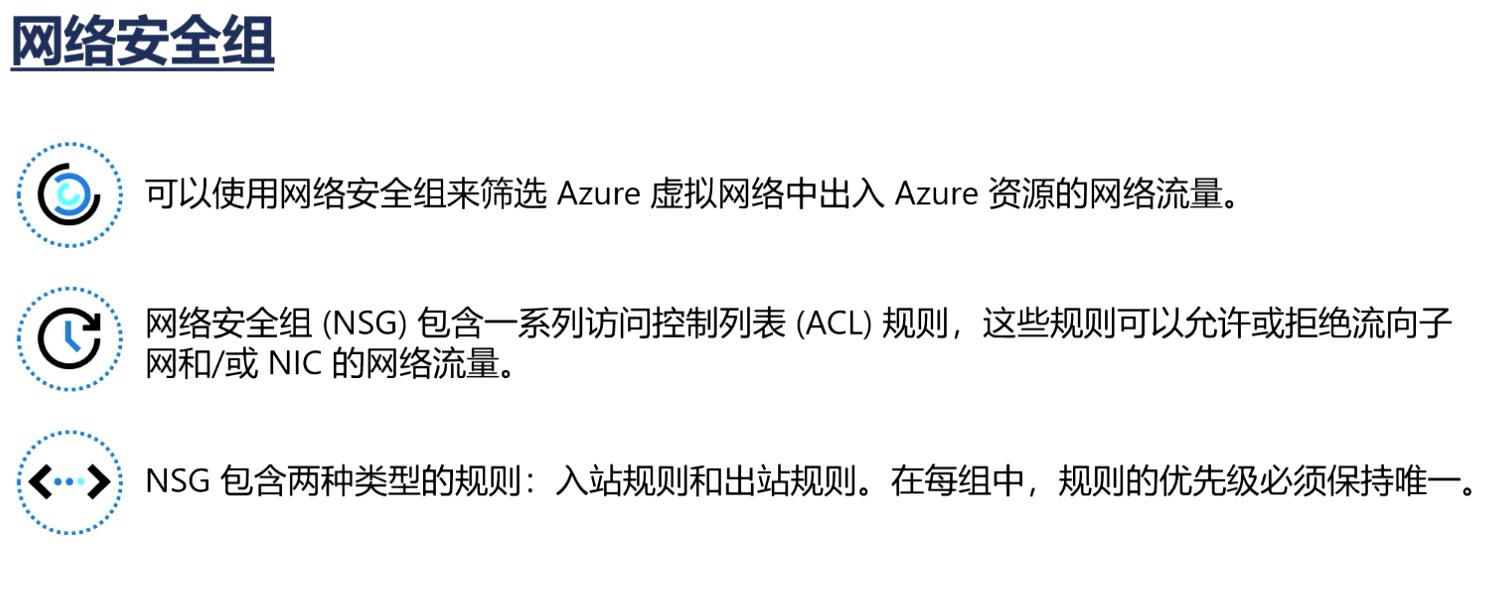 网络安全组
可以使用网络安全组来筛选 Azure 虚拟网络中出入 Azure 资源的网络流量。
网络安全组 (NSG) 包含一系列访问控制列表 (ACL) 规则，这些规则可以允许或拒绝流向子
网和/或 NIC 的网络流量。
NSG 包含两种类型的规则：入站规则和出站规则。在每组中，规则的优先级必须保持唯一。